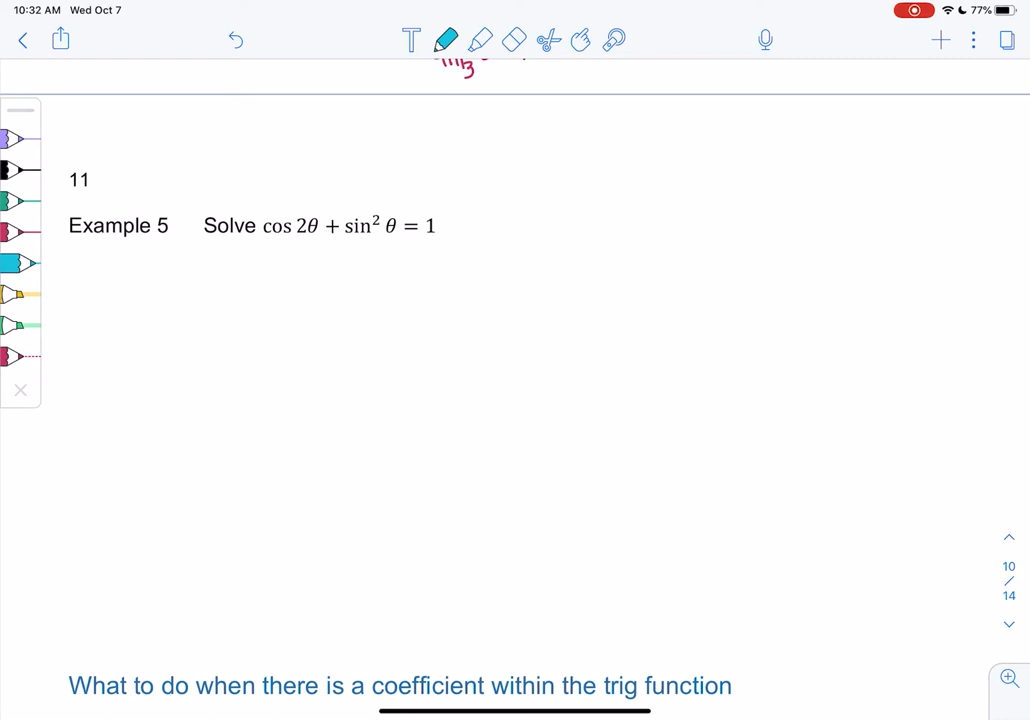 10:32 AM Wed Oct 7
77%
T
11
Example 5 Solve cos 2θ + sin² θ = 1
10
/
14
What to do when there is a coefficient within the trig function